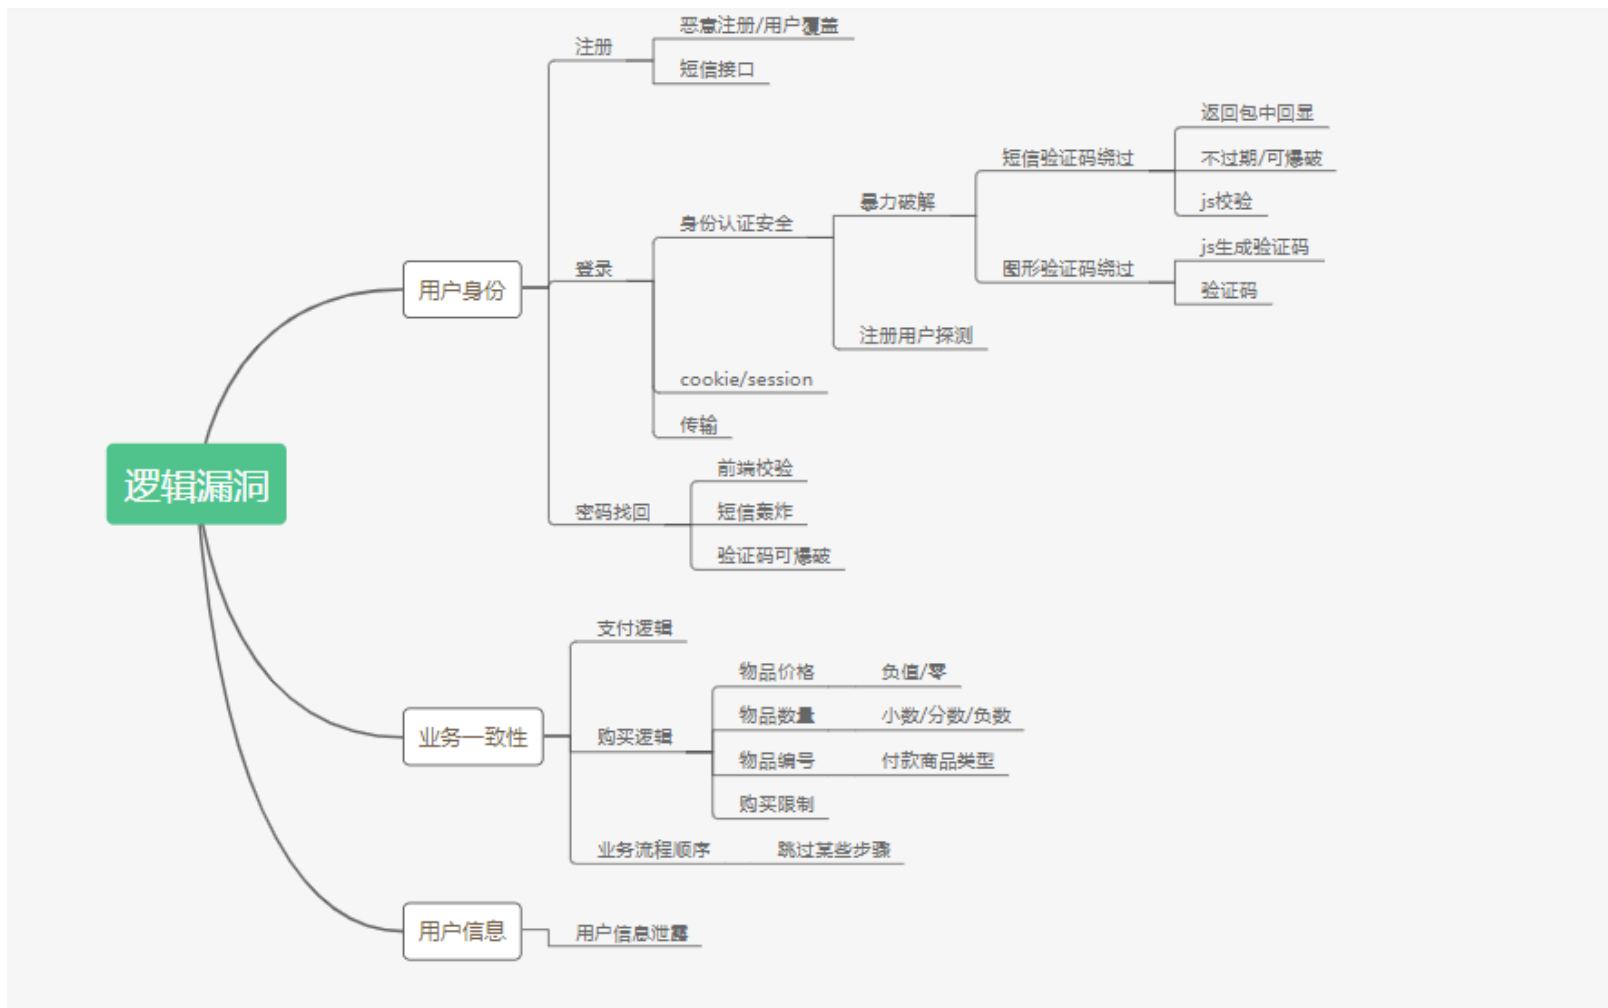 逻辑漏洞
用户身份
注册
恶意注册/用户覆盖
短信接口
登录
身份认证安全
暴力破解
短信验证码绕过
返回包中回显
不过期/可爆破
js校验
图形验证码绕过
js生成验证码
验证码
注册用户探测
cookie/session
传输
密码找回
前端校验
短信轰炸
验证码可爆破
业务一致性
支付逻辑
购买逻辑
物品价格
负值/零
物品数量
小数/分数/负数
物品编号
付款商品类型
购买限制
业务流程顺序
跳过某些步骤
用户信息
用户信息泄露